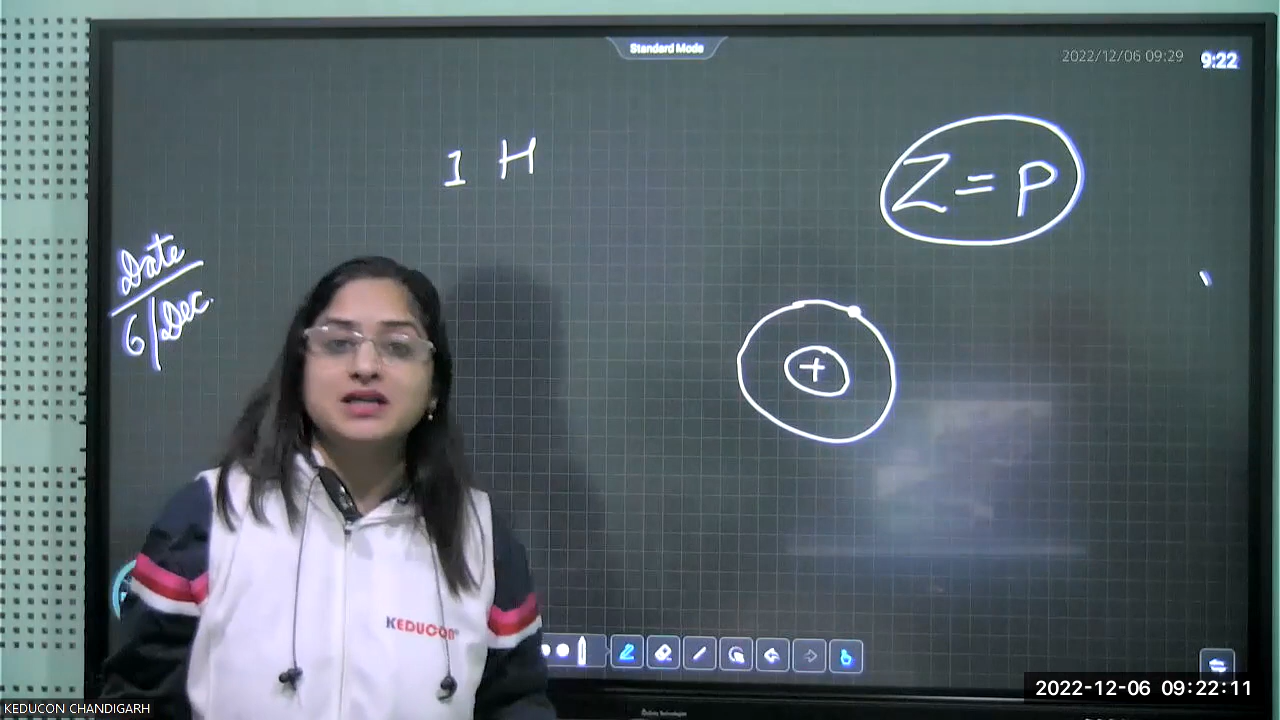 Standard Mode
2022/12/06 09:29 9:22
1 H
Z = P
Date
6/Dec.
+
KEDUCON
2022-12-06 09:22:11
KEDUCON CHANDIGARH